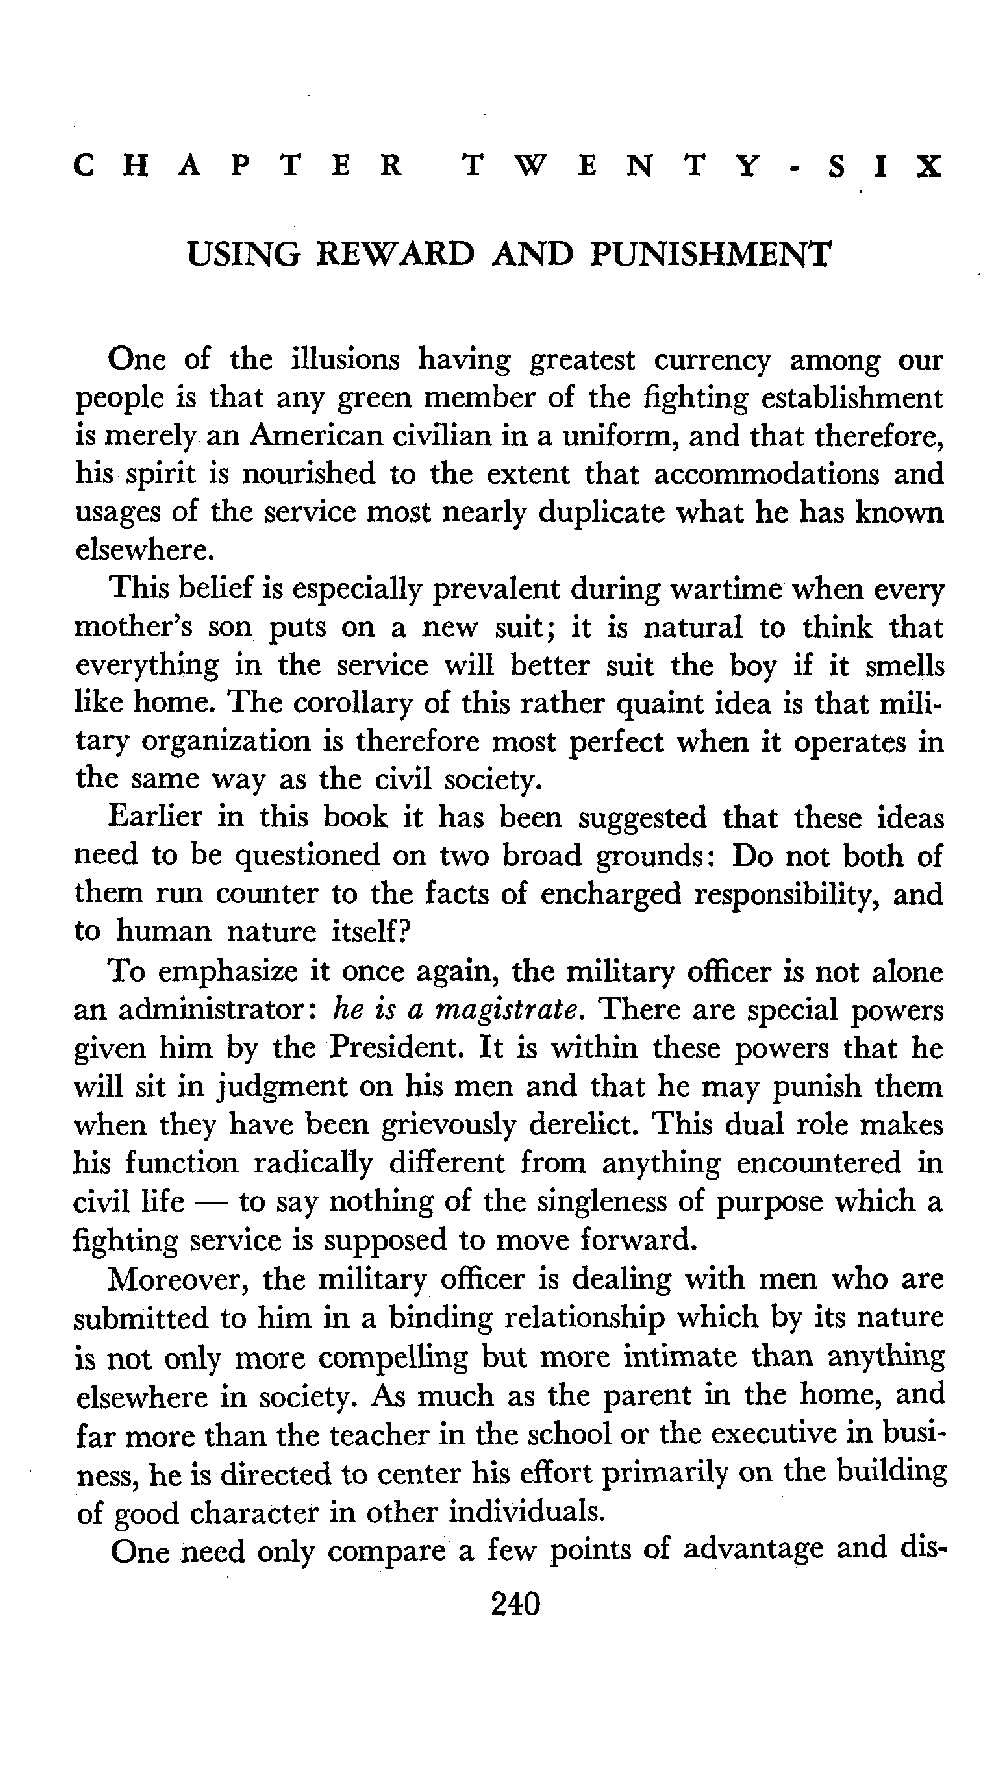 CHAPTER TWENTY-SIX
USING REWARD AND PUNISHMENT
One of the illusions having greatest currency among our
people is that any green member of the fighting establishment
is merely an American civilian in a uniform, and that therefore,
his spirit is nourished to the extent that accommodations and
usages of the service most nearly duplicate what he has known
elsewhere.
This belief is especially prevalent during wartime when every
mother's son puts on a new suit; it is natural to think that
everything in the service will better suit the boy if it smells
like home. The corollary of this rather quaint idea is that mili-
tary organization is therefore most perfect when it operates in
the same way as the civil society.
Earlier in this book it has been suggested that these ideas
need to be questioned on two broad grounds: Do not both of
them run counter to the facts of encharged responsibility, and
to human nature itself?
To emphasize it once again, the military officer is not alone
an administrator: he is a magistrate. There are special powers
given him by the President. It is within these powers that he
will sit in judgment on his men and that he may punish them
when they have been grievously derelict. This dual role makes
his function radically different from anything encountered in
civil life — to say nothing of the singleness of purpose which a
fighting service is supposed to move forward.
Moreover, the military officer is dealing with men who are
submitted to him in a binding relationship which by its nature
is not only more compelling but more intimate than anything
elsewhere in society. As much as the parent in the home, and
far more than the teacher in the school or the executive in busi-
ness, he is directed to center his effort primarily on the building
of good character in other individuals.
One need only compare a few points of advantage and dis-
240